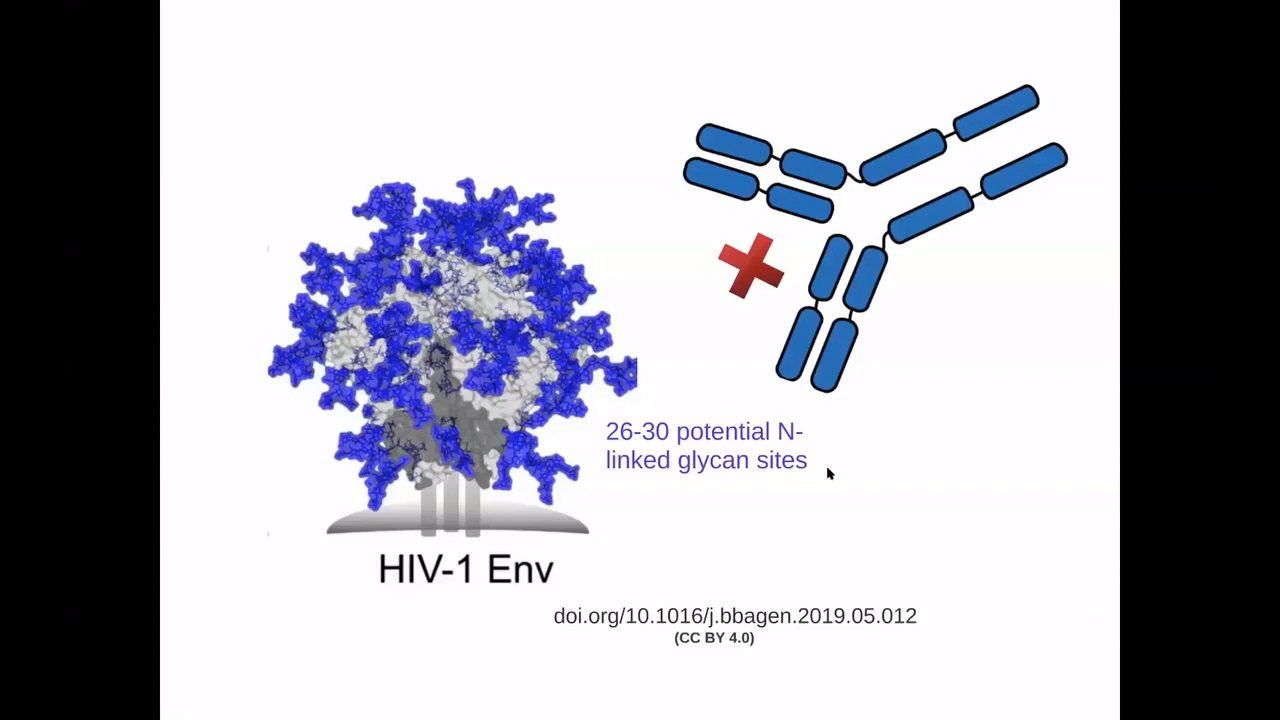 26-30 potential N-
linked glycan sites
HIV-1 Env
doi.org/10.1016/j.bbagen.2019.05.012
(CC BY 4.0)